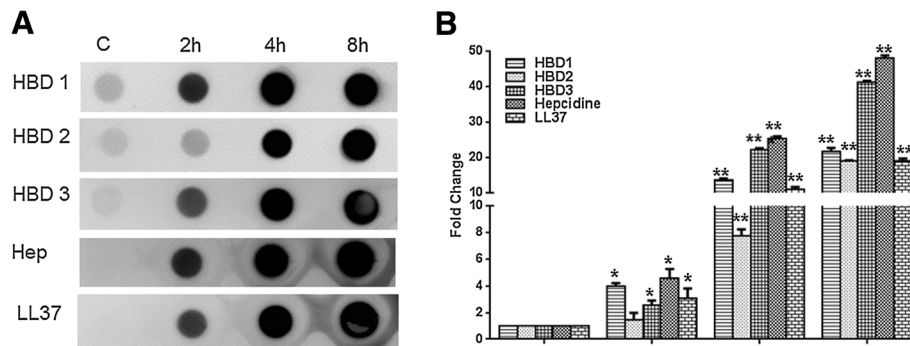 A
C 2h 4h 8h
HBD 1
HBD 2
HBD 3
Hep
LL37
B
Fold Change
50
40
30
20
10
10
8
6
4
2
0
HBD1
HBD2
HBD3
Hepcidine
LL37
* * * *
** ** ** ** **
** ** ** ** **